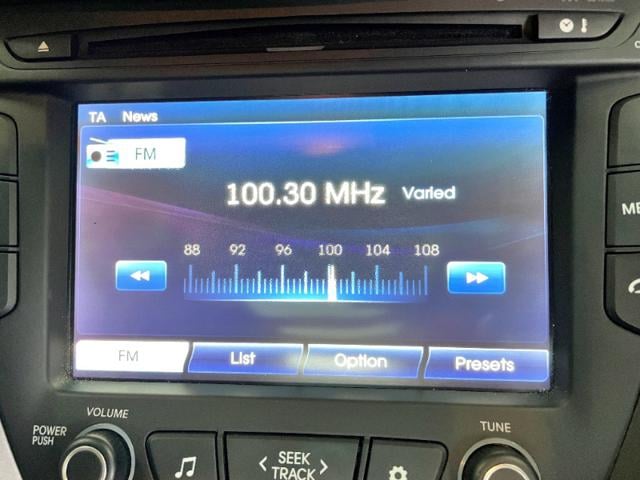 TA News
FM
100.30 MHz Varied
88 92 96 100 104 108
FM List Option Presets
VOLUME
POWER
PUSH
SEEK
TRACK
TUNE